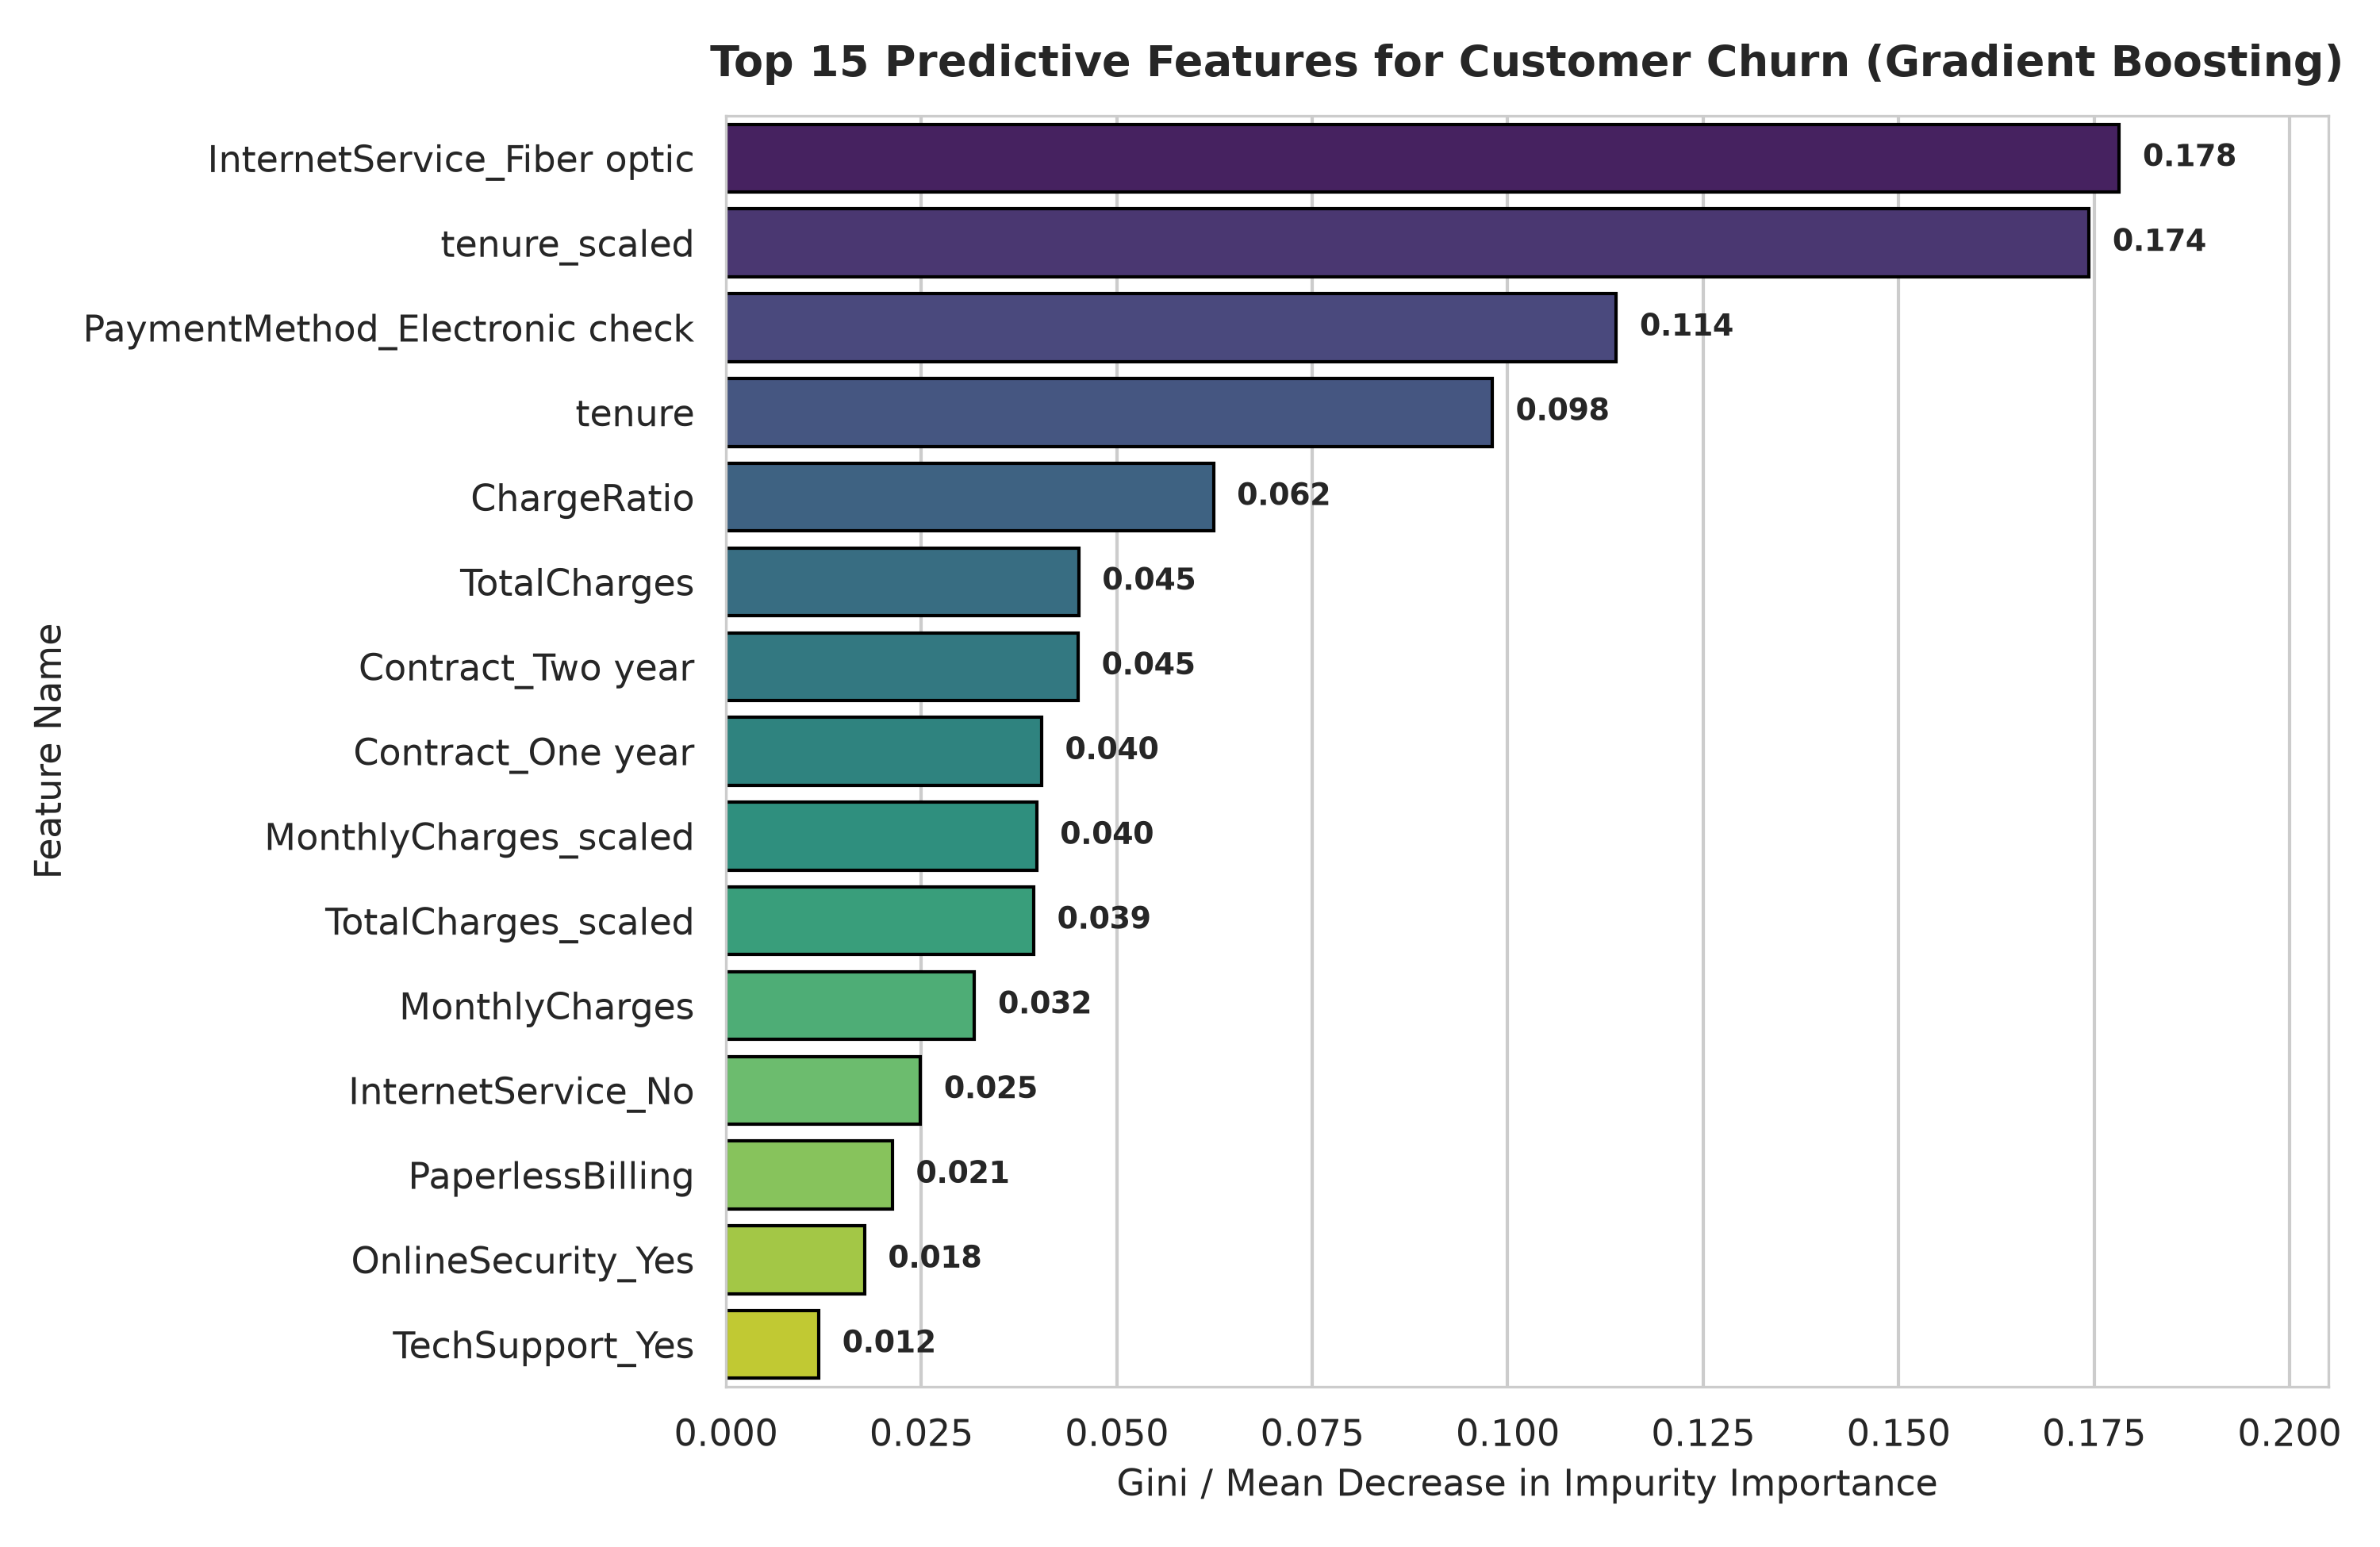 Top 15 Predictive Features for Customer Churn (Gradient Boosting)
InternetService_Fiber optic 0.178
tenure_scaled 0.174
PaymentMethod_Electronic check 0.114
tenure 0.098
ChargeRatio 0.062
TotalCharges 0.045
Contract_Two year 0.045
Contract_One year 0.040
MonthlyCharges_scaled 0.040
TotalCharges_scaled 0.039
MonthlyCharges 0.032
InternetService_No 0.025
PaperlessBilling 0.021
OnlineSecurity_Yes 0.018
TechSupport_Yes 0.012
Feature Name
0.000 0.025 0.050 0.075 0.100 0.125 0.150 0.175 0.200
Gini / Mean Decrease in Impurity Importance